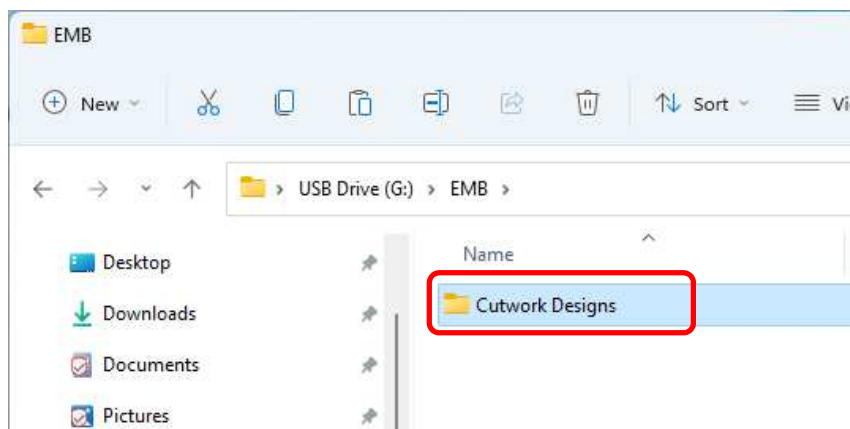 EMB
New Sort
USB Drive (G:) EMB
Name
Desktop
Cutwork Designs
Downloads
Documents
Pictures